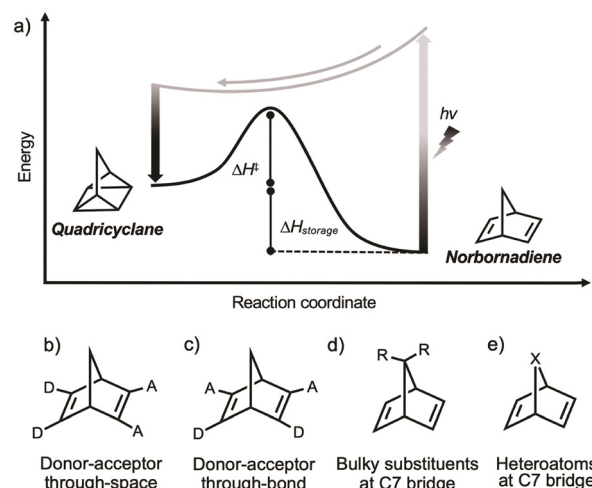 a)
Energy
hv
ΔH‡
ΔHstorage
Quadricyclane
Norbornadiene
Reaction coordinate
b)
c)
d)
e)
D
A
D
A
A
A
D
D
R
R
X
Donor-acceptor
through-space
Donor-acceptor
through-bond
Bulky substituents
at C7 bridge
Heteroatoms
at C7 bridge